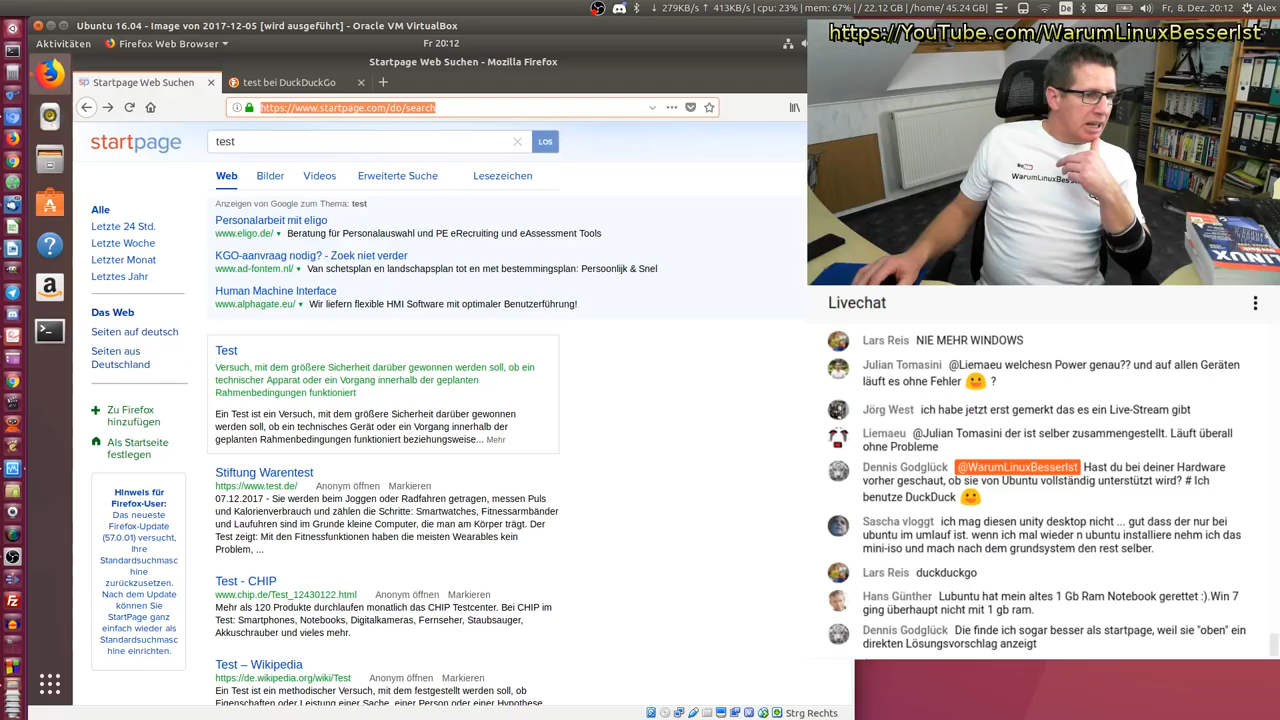 Ubuntu 16.04 - Image von 2017-12-05 [wird ausgeführt] - Oracle VM VirtualBox
279KB/s 413KB/s cpu: 23% mem: 67% / 22.12 GB /home/45.24 GB
De
Fr, 8. Dez, 20:12
Alex
Aktivitäten
Firefox Web Browser
Fr 20:12
Startpage Web Suchen - Mozilla Firefox
https://YouTube.com/WarumLinuxBesserIst
Startpage Web Suchen
test bei DuckDuckGo
https://www.startpage.com/do/search
startpage
test
LOS
Web
Bilder
Videos
Erweiterte Suche
Lesezeichen
Alle
Letzte 24 Std.
Letzte Woche
Letzter Monat
Letztes Jahr
Das Web
Seiten auf deutsch
Seiten aus
Deutschland
Zu Firefox
hinzufügen
Als Startseite
festlegen
Hinweis für
Firefox-User:
Das neueste
Firefox-Update
(57.0.01) versucht,
Ihre
Standardsuchmasc
hine
zurückzusetzen.
Nach dem Update
können Sie
StartPage ganz
einfach wieder als
Standardsuchmasc
hine einrichten.
Anzeigen von Google zum Thema: test
Personalarbeit mit eligo
www.eligo.de/ Beratung für Personalauswahl und PE eRecruiting und eAssessment Tools
KGO-aanvraag nodig? - Zoek niet verder
www.ad-fontem.nl/ Van schetsplan en landschapsplan tot en met bestemmingsplan: Persoonlijk & Snel
Human Machine Interface
www.alphagate.eu/ Wir liefern flexible HMI Software mit optimaler Benutzerführung!
Test
Versuch, mit dem größere Sicherheit darüber gewonnen werden soll, ob ein
technischer Apparat oder ein Vorgang innerhalb der geplanten
Rahmenbedingungen funktioniert
Ein Test ist ein Versuch, mit dem größere Sicherheit darüber gewonnen
werden soll, ob ein technisches Gerät oder ein Vorgang innerhalb der
geplanten Rahmenbedingungen funktioniert beziehungsweise... Mehr
Stiftung Warentest
https://www.test.de/ Anonym öffnen Markieren
07.12.2017 - Sie werden beim Joggen oder Radfahren getragen, messen Puls
und Kalorienverbrauch und zählen die Schritte: Smartwatches, Fitnessarmbänder
und Laufuhren sind im Grunde kleine Computer, die man am Körper trägt. Der
Test zeigt: Mit den Fitnessfunktionen haben die meisten Wearables kein
Problem, ...
Test - CHIP
www.chip.de/Test_12430122.html Anonym öffnen Markieren
Mehr als 120 Produkte durchlaufen monatlich das CHIP Testcenter. Bei CHIP im
Test: Smartphones, Notebooks, Digitalkameras, Fernseher, Staubsauger,
Akkuschrauber und vieles mehr.
Test – Wikipedia
https://de.wikipedia.org/wiki/Test Anonym öffnen Markieren
Ein Test ist ein methodischer Versuch, mit dem festgestellt werden soll, ob
Eigenschaften oder Leistung einer Sache, einer Person oder einer Hypothese
WarumLinuxBes
LINUX
Livechat
Lars Reis NIE MEHR WINDOWS
Julian Tomasini @Liemaeu welchesn Power genau?? und auf allen Geräten
läuft es ohne Fehler ?
Jörg West ich habe jetzt erst gemerkt das es ein Live-Stream gibt
Liemaeu @Julian Tomasini der ist selber zusammengestellt. Läuft überall
ohne Probleme
Dennis Godglück @WarumLinuxBesserIst Hast du bei deiner Hardware
vorher geschaut, ob sie von Ubuntu vollständig unterstützt wird? # Ich
benutze DuckDuck
Sascha vloggt ich mag diesen unity desktop nicht ... gut dass der nur bei
ubuntu im umlauf ist. wenn ich mal wieder n ubuntu installiere nehm ich das
mini-iso und mach nach dem grundsystem den rest selber.
Lars Reis duckduckgo
Hans Günther Lubuntu hat mein altes 1 Gb Ram Notebook gerettet :).Win 7
ging überhaupt nicht mit 1 gb ram.
Dennis Godglück Die finde ich sogar besser als startpage, weil sie "oben" ein
direkten Lösungsvorschlag anzeigt
Strg Rechts